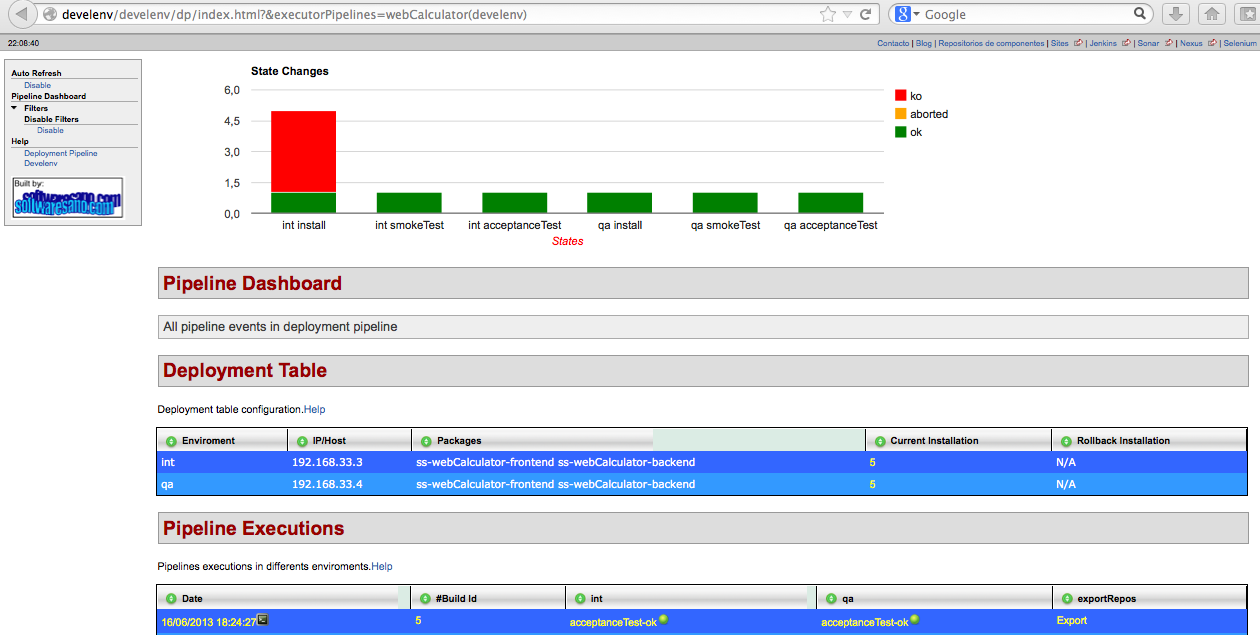 develenv/develenv/dp/index.html?&executorPipelines=webCalculator(develenv)
Google
22:08:40
Contacto | Blog | Repositorios de componentes | Sites | Jenkins | Sonar | Nexus | Selenium
Auto Refresh
Disable
Pipeline Dashboard
Filters
Disable Filters
Disable
Help
Deployment Pipeline
Develenv
Built by:
softwaresano.com
State Changes
6,0
4,5
3,0
1,5
0,0
int install
int smokeTest
int acceptanceTest
qa install
qa smokeTest
qa acceptanceTest
States
ko
aborted
ok
Pipeline Dashboard
All pipeline events in deployment pipeline
Deployment Table
Deployment table configuration.Help
Enviroment IP/Host Packages Current Installation Rollback Installation
int 192.168.33.3 ss-webCalculator-frontend ss-webCalculator-backend 5 N/A
qa 192.168.33.4 ss-webCalculator-frontend ss-webCalculator-backend 5 N/A
Pipeline Executions
Pipelines executions in differents enviroments.Help
Date #Build Id int qa exportRepos
16/06/2013 18:24:27 5 acceptanceTest-ok acceptanceTest-ok Export